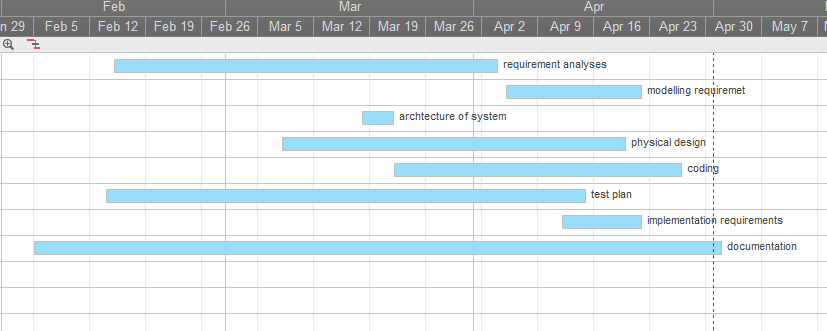 Feb Mar Apr
n 29 Feb 5 Feb 12 Feb 19 Feb 26 Mar 5 Mar 12 Mar 19 Mar 26 Apr 2 Apr 9 Apr 16 Apr 23 Apr 30 May 7
requirement analyses
modelling requiremet
archtecture of system
physical design
coding
test plan
implementation requirements
documentation